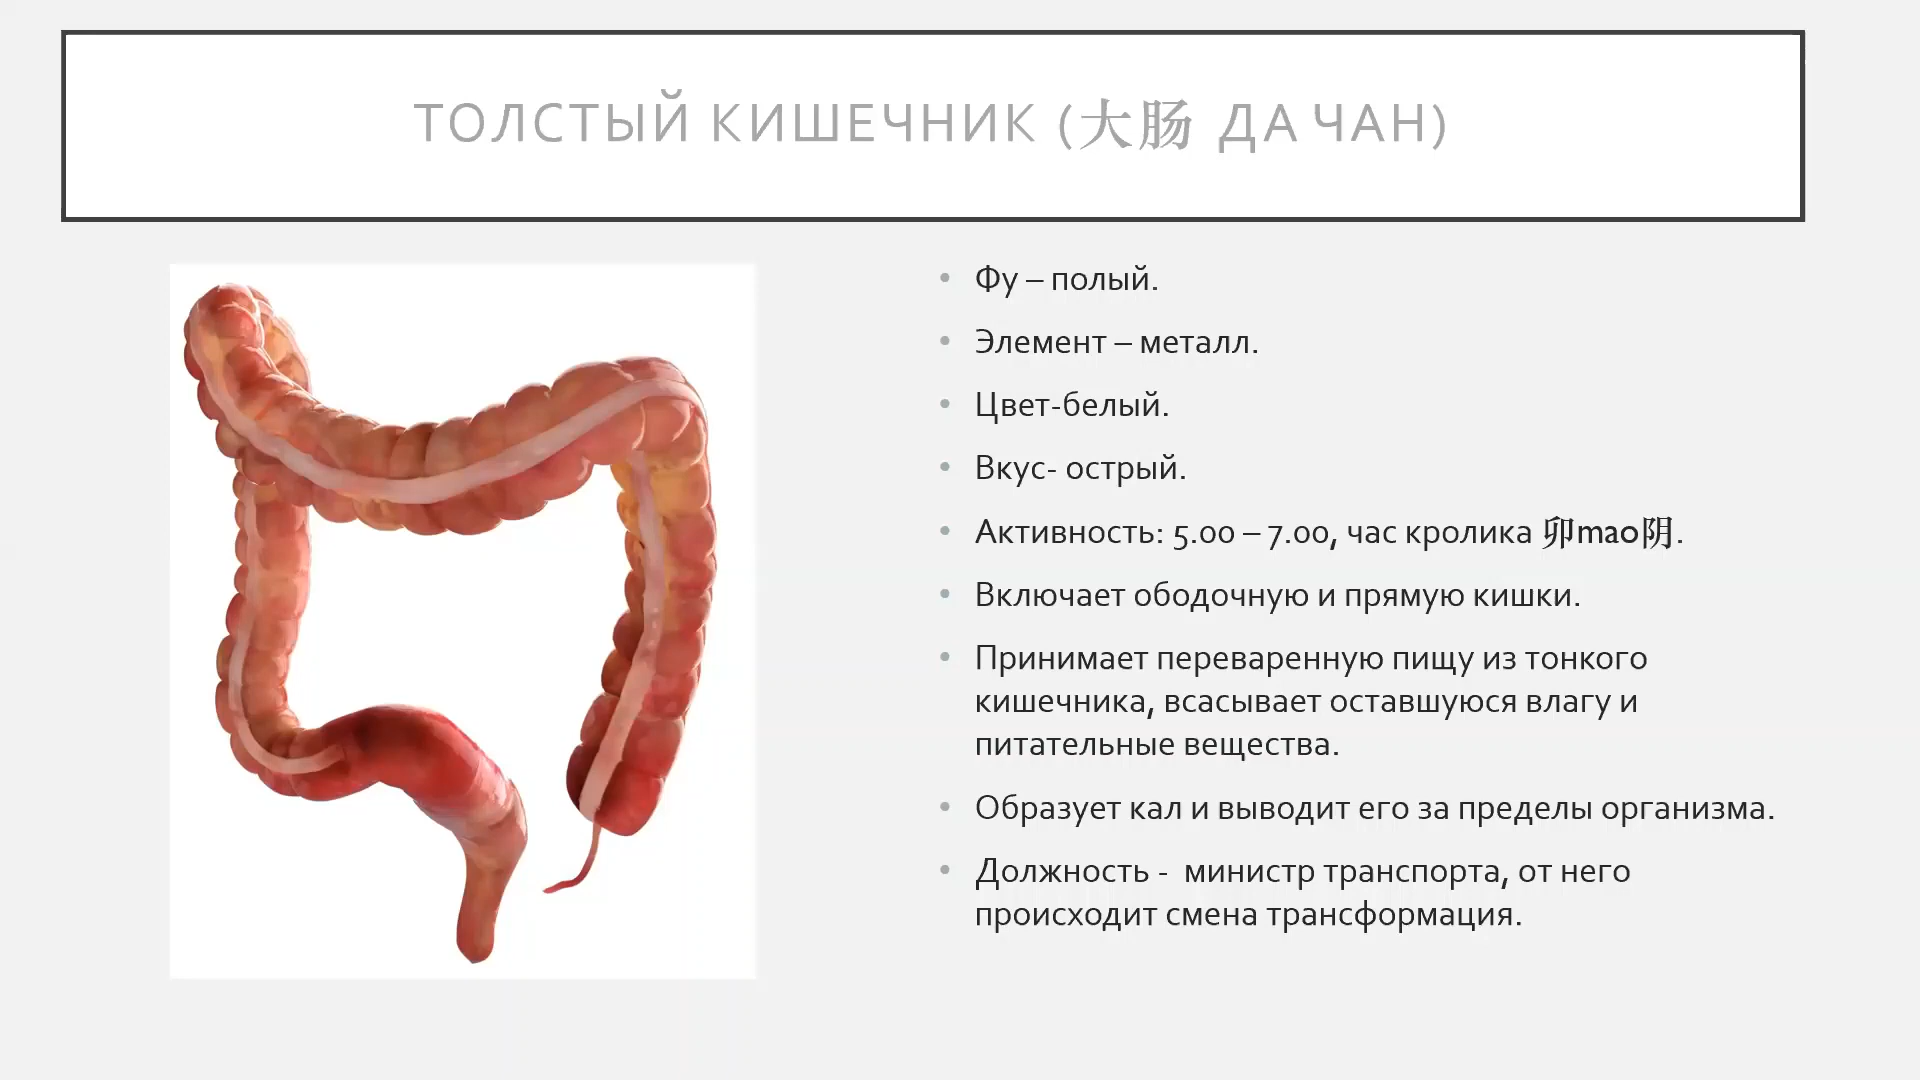 ТОЛСТЫЙ КИШЕЧНИК (大肠 ДА ЧАН)
• Фу – полый.
• Элемент – металл.
• Цвет-белый.
• Вкус- острый.
• Активность: 5.00 – 7.00, час кролика 卯mao阴.
• Включает ободочную и прямую кишки.
• Принимает переваренную пищу из тонкого
кишечника, всасывает оставшуюся влагу и
питательные вещества.
• Образует кал и выводит его за пределы организма.
• Должность - министр транспорта, от него
происходит смена трансформация.